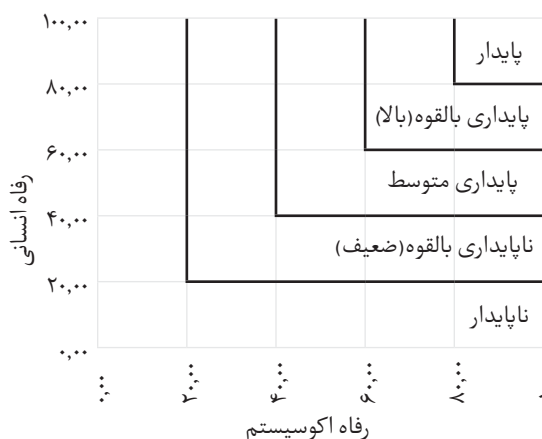 ۱۰۰,۰۰
پایدار
۸۰,۰۰
پایداری بالقوه(بالا)
۶۰,۰۰
پایداری متوسط
۴۰,۰۰
ناپایداری بالقوه(ضعیف)
۲۰,۰۰
ناپایدار
۰,۰۰
رفاه انسانی
۰,۰۰
۲۰,۰۰
۴۰,۰۰
۶۰,۰۰
۸۰,۰۰
رفاه اکوسیستم